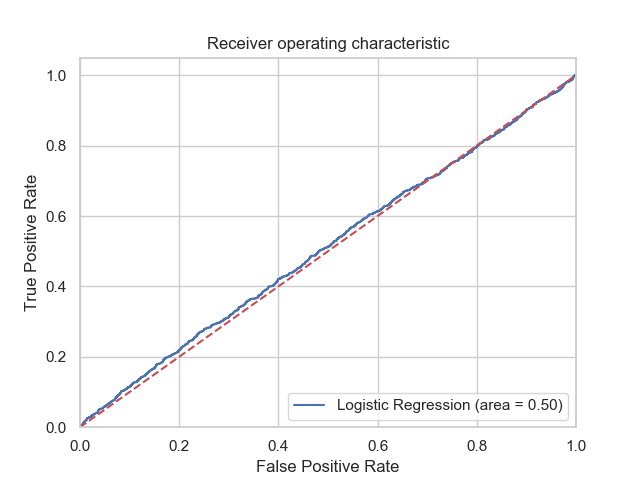 Receiver operating characteristic
1.0
0.8
0.6
0.4
0.2
0.0
True Positive Rate
Logistic Regression (area = 0.50)
0.0 0.2 0.4 0.6 0.8 1.0
False Positive Rate